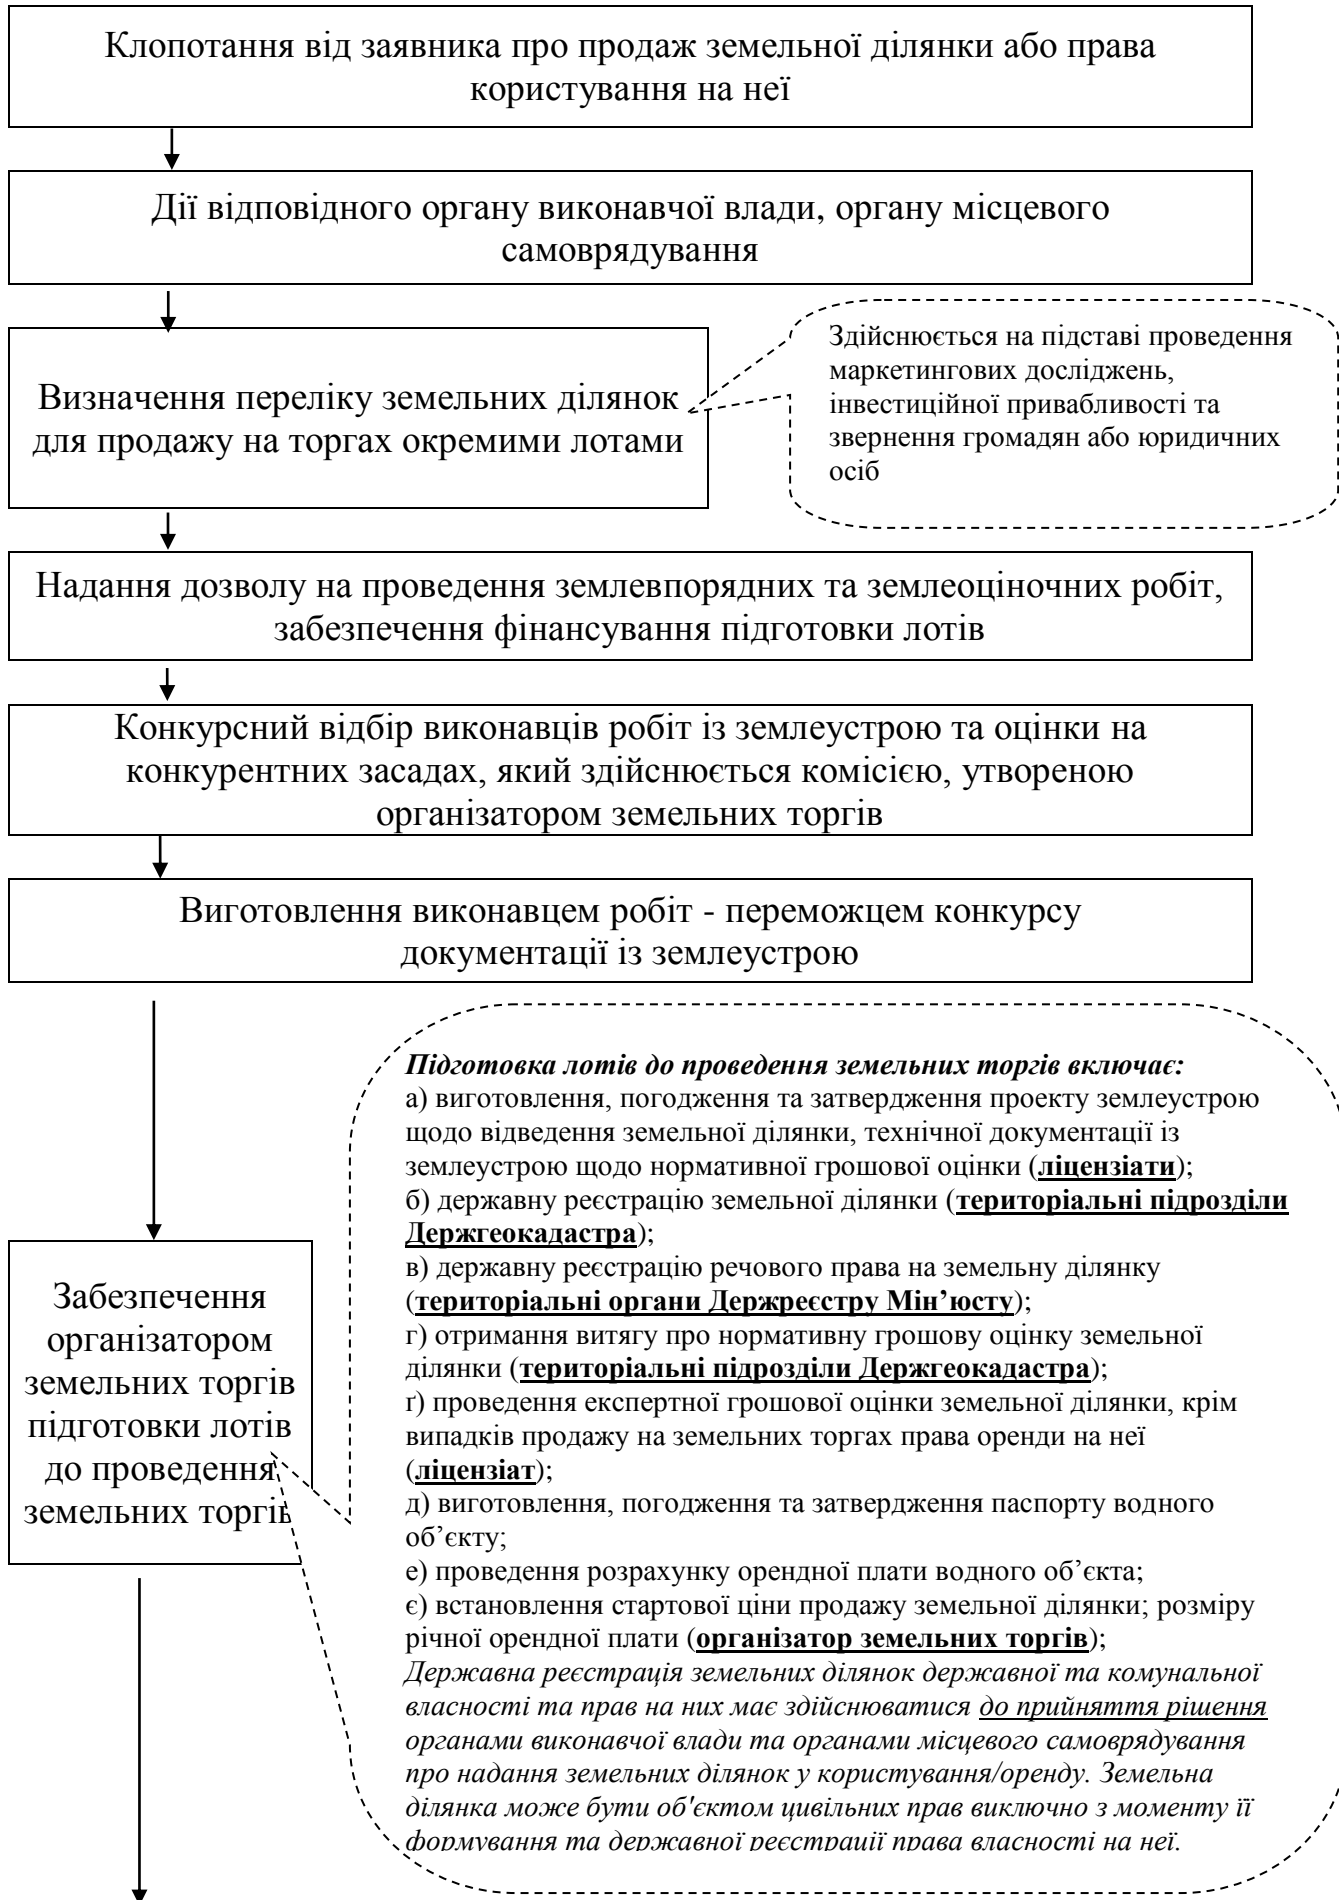 Клопотання від заявника про продаж земельної ділянки або права
користування на неї
Дії відповідного органу виконавчої влади, органу місцевого
самоврядування
Визначення переліку земельних ділянок
для продажу на торгах окремими лотами
Здійснюється на підставі проведення
маркетингових досліджень,
інвестиційної привабливості та
звернення громадян або юридичних
осіб
Надання дозволу на проведення землевпорядних та землеоціночних робіт,
забезпечення фінансування підготовки лотів
Конкурсний відбір виконавців робіт із землеустрою та оцінки на
конкурентних засадах, який здійснюється комісією, утвореною
організатором земельних торгів
Виготовлення виконавцем робіт - переможцем конкурсу
документації із землеустрою
Забезпечення
організатором
земельних торгів
підготовки лотів
до проведення
земельних торгів
Підготовка лотів до проведення земельних торгів включає:
а) виготовлення, погодження та затвердження проекту землеустрою
щодо відведення земельної ділянки, технічної документації із
землеустрою щодо нормативної грошової оцінки (ліцензіати);
б) державну реєстрацію земельної ділянки (територіальні підрозділи
Держгеокадастра);
в) державну реєстрацію речового права на земельну ділянку
(територіальні органи Держреєстру Мін’юсту);
г) отримання витягу про нормативну грошову оцінку земельної
ділянки (територіальні підрозділи Держгеокадастра);
ґ) проведення експертної грошової оцінки земельної ділянки, крім
випадків продажу на земельних торгах права оренди на неї
(ліцензіат);
д) виготовлення, погодження та затвердження паспорту водного
об’єкту;
е) проведення розрахунку орендної плати водного об’єкта;
є) встановлення стартової ціни продажу земельної ділянки; розміру
річної орендної плати (організатор земельних торгів);
Державна реєстрація земельних ділянок державної та комунальної
власності та прав на них має здійснюватися до прийняття рішення
органами виконавчої влади та органами місцевого самоврядування
про надання земельних ділянок у користування/оренду. Земельна
ділянка може бути об'єктом цивільних прав виключно з моменту її
формування та державної реєстрації права власності на неї.